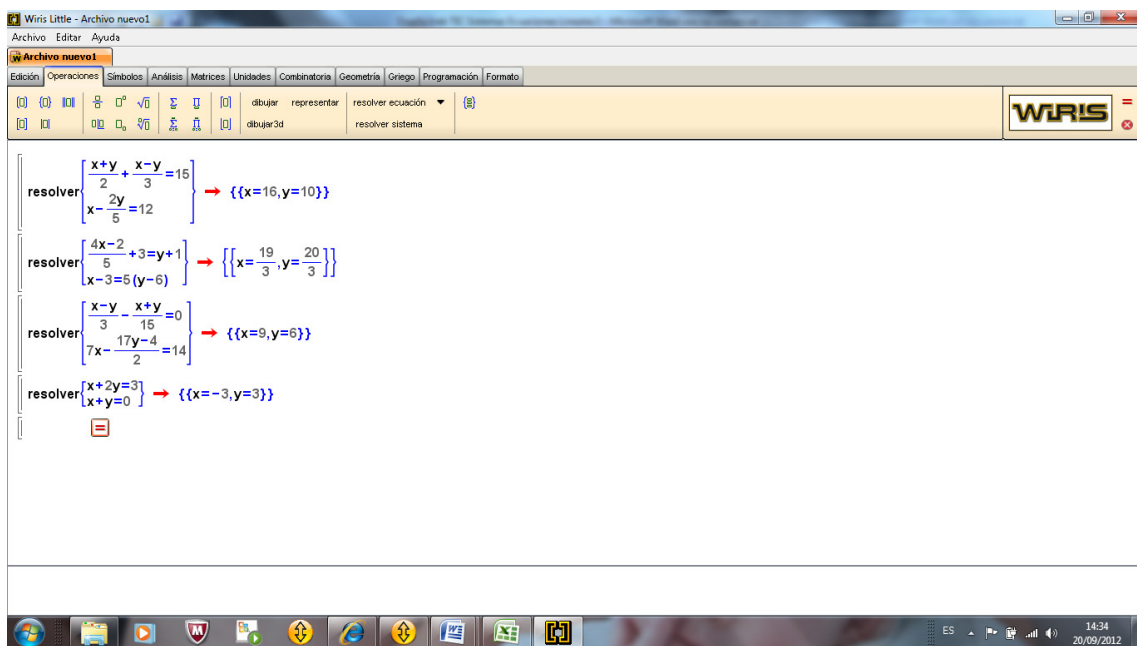 Wiris Little - Archivo nuevo1
Archivo Editar Ayuda
Archivo nuevo1
Edición Operaciones Símbolos Análisis Matrices Unidades Combinatoria Geometría Griego Programación Formato
dibujar representar resolver ecuación
dibujar3d resolver sistema
WIRIS
resolver{ (x+y)/2 + (x-y)/3 =15
x- 2y/5 =12 } → {{x=16,y=10}}
resolver{ (4x-2)/5 +3=y+1
x-3=5(y-6) } → {{x= 19/3 ,y= 20/3 }}
resolver{ (x-y)/3 - (x+y)/15 =0
7x- (17y-4)/2 =14 } → {{x=9,y=6}}
resolver{ x+2y=3
x+y=0 } → {{x=-3,y=3}}
=
ES 14:34
20/09/2012